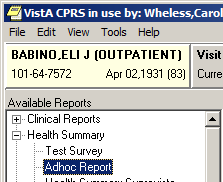 VistA CPRS in use by: Wheless,Carol
File Edit View Tools Help
BABINO,ELI J (OUTPATIENT) Visit
101-64-7572 Apr 02,1931 (83) Curre
Available Reports
Clinical Reports
Health Summary
Test Survey
Adhoc Report